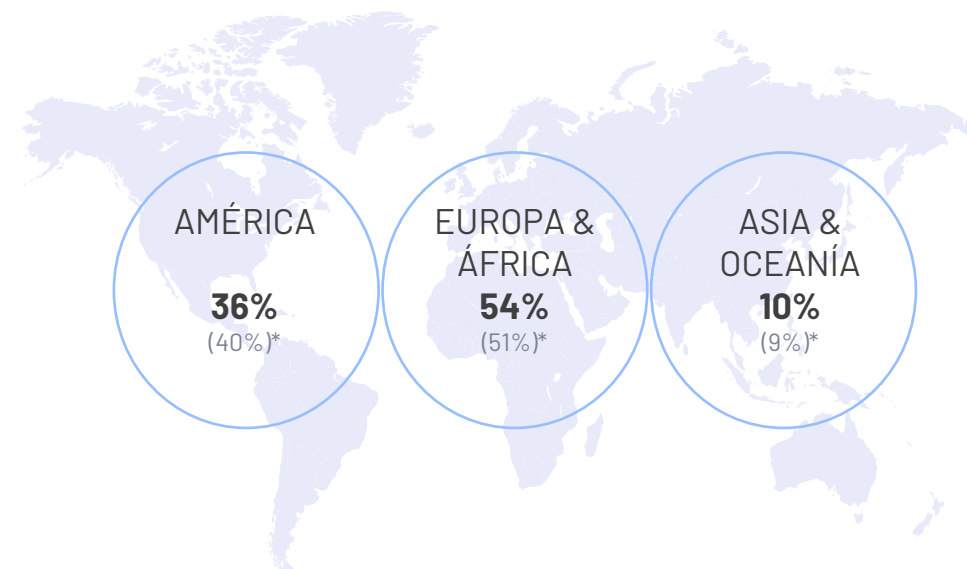 AMÉRICA
36%
(40%)*
EUROPA &
ÁFRICA
54%
(51%)*
ASIA &
OCEANÍA
10%
(9%)*